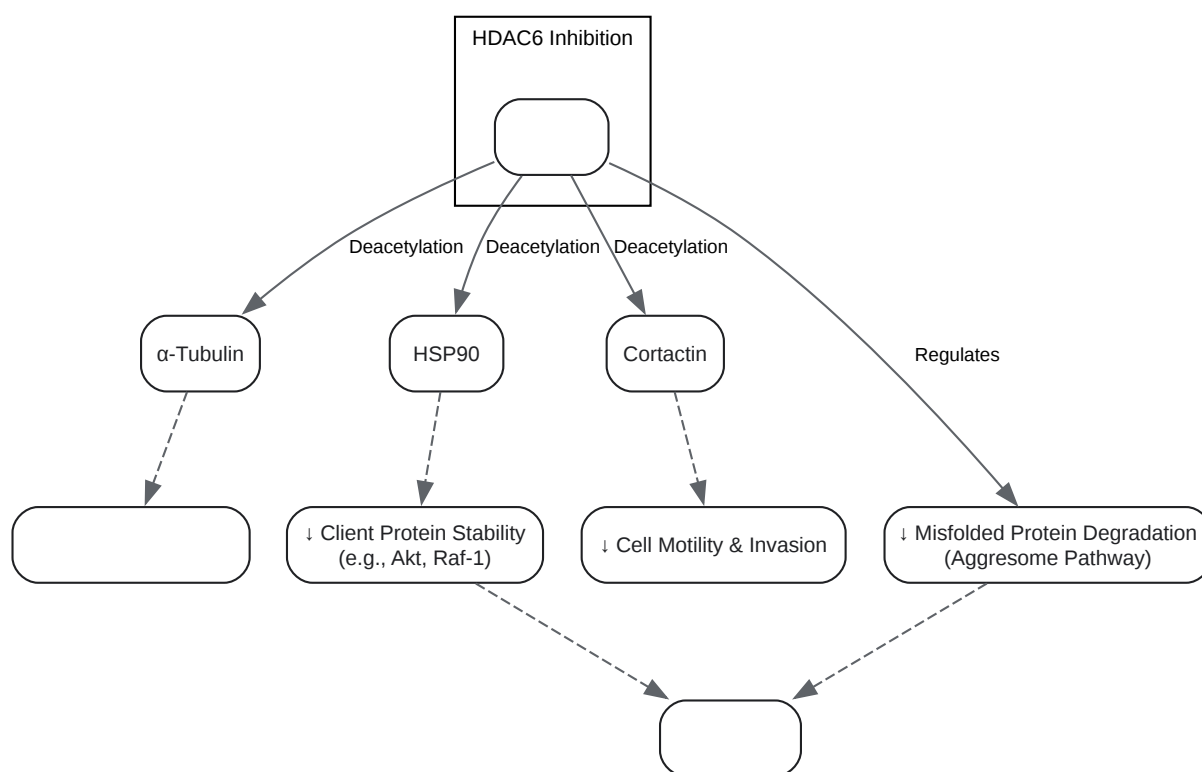 HDAC6 Inhibition
Deacetylation
Deacetylation
Deacetylation
α-Tubulin
HSP90
Cortactin
Regulates
↓ Client Protein Stability
(e.g., Akt, Raf-1)
↓ Cell Motility & Invasion
↓ Misfolded Protein Degradation
(Aggresome Pathway)